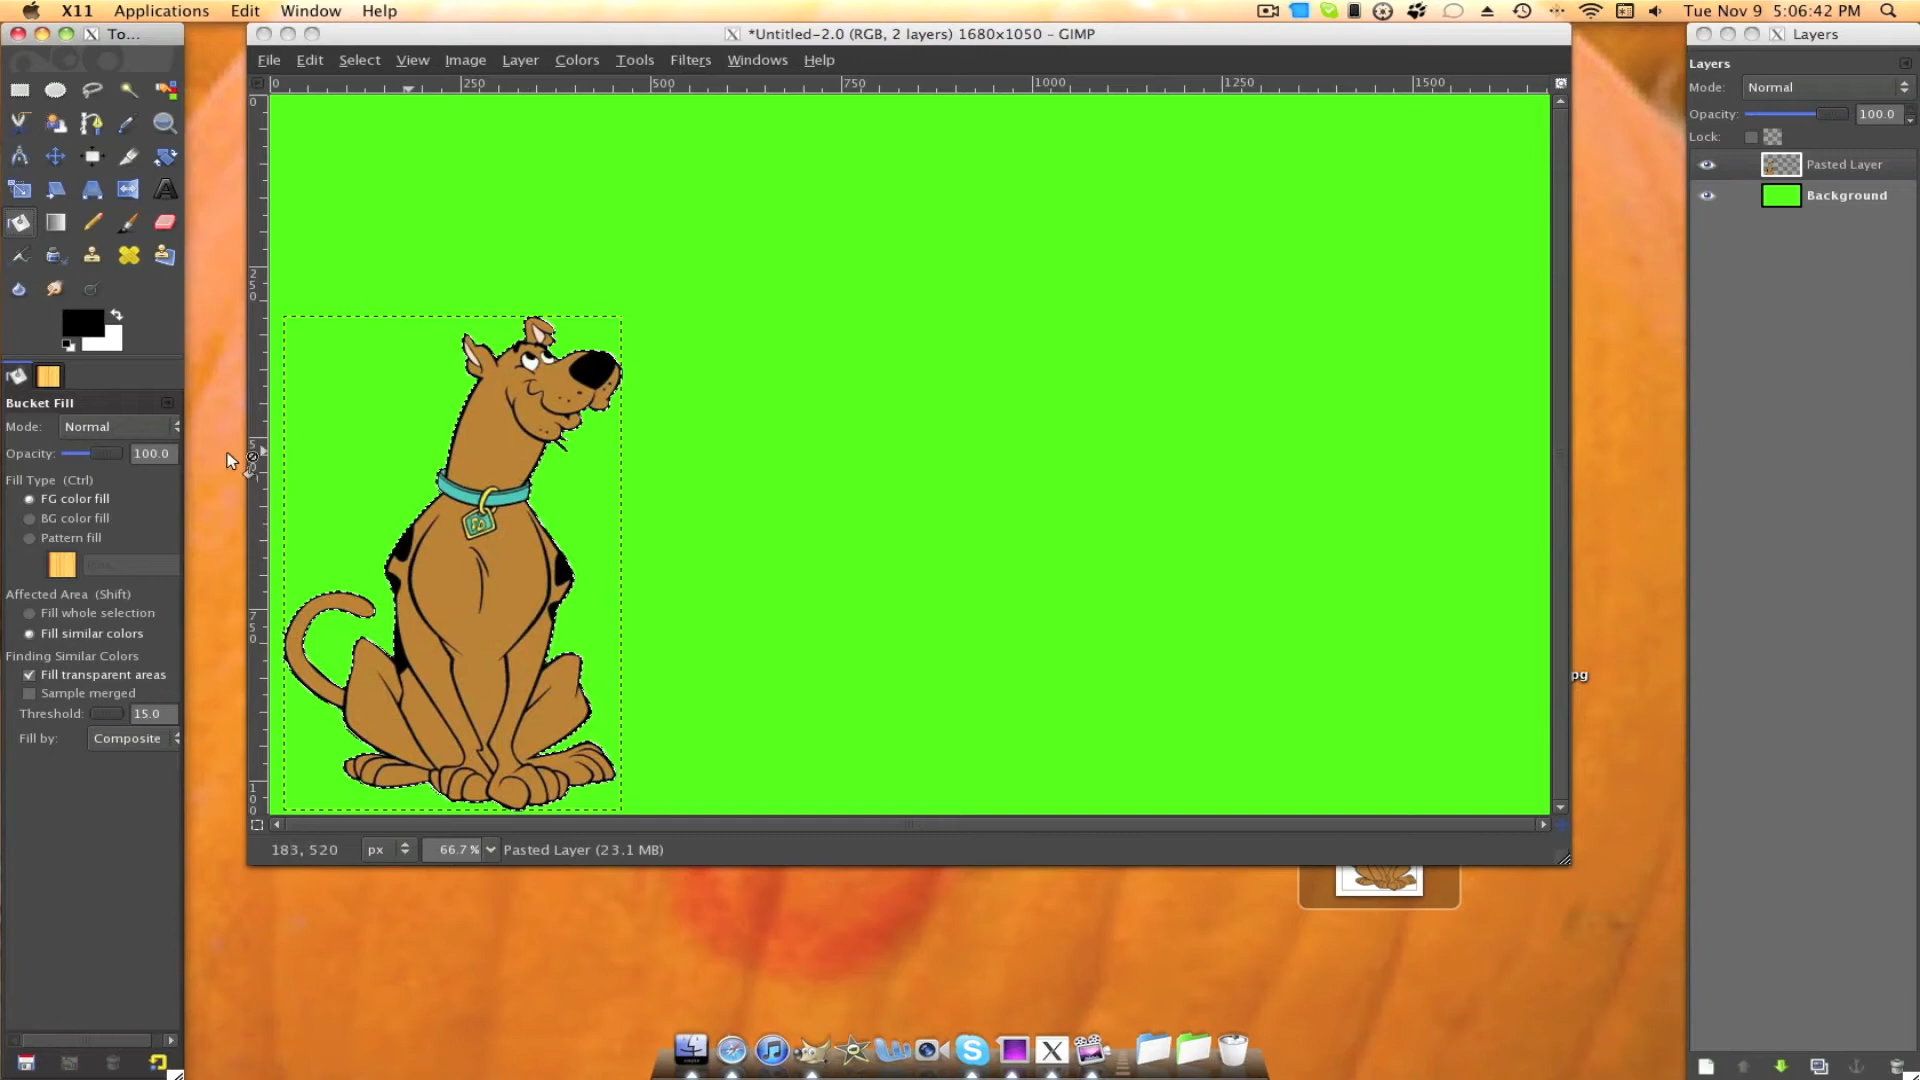 X11 Applications Edit Window Help
Tue Nov 9 5:06:42 PM
To...
*Untitled-2.0 (RGB, 2 layers) 1680x1050 – GIMP
Layers
File Edit Select View Image Layer Colors Tools Filters Windows Help
Layers
Mode: Normal
Opacity: 100.0
Lock:
Pasted Layer
Background
0 250 500 750 1000 1250 1500
0
250
750
100
Bucket Fill
Mode: Normal
Opacity: 100.0
Fill Type (Ctrl)
FG color fill
BG color fill
Pattern fill
Affected Area (Shift)
Fill whole selection
Fill similar colors
Finding Similar Colors
Fill transparent areas
Sample merged
Threshold: 15.0
Fill by: Composite
pg
183, 520 px 66.7% Pasted Layer (23.1 MB)